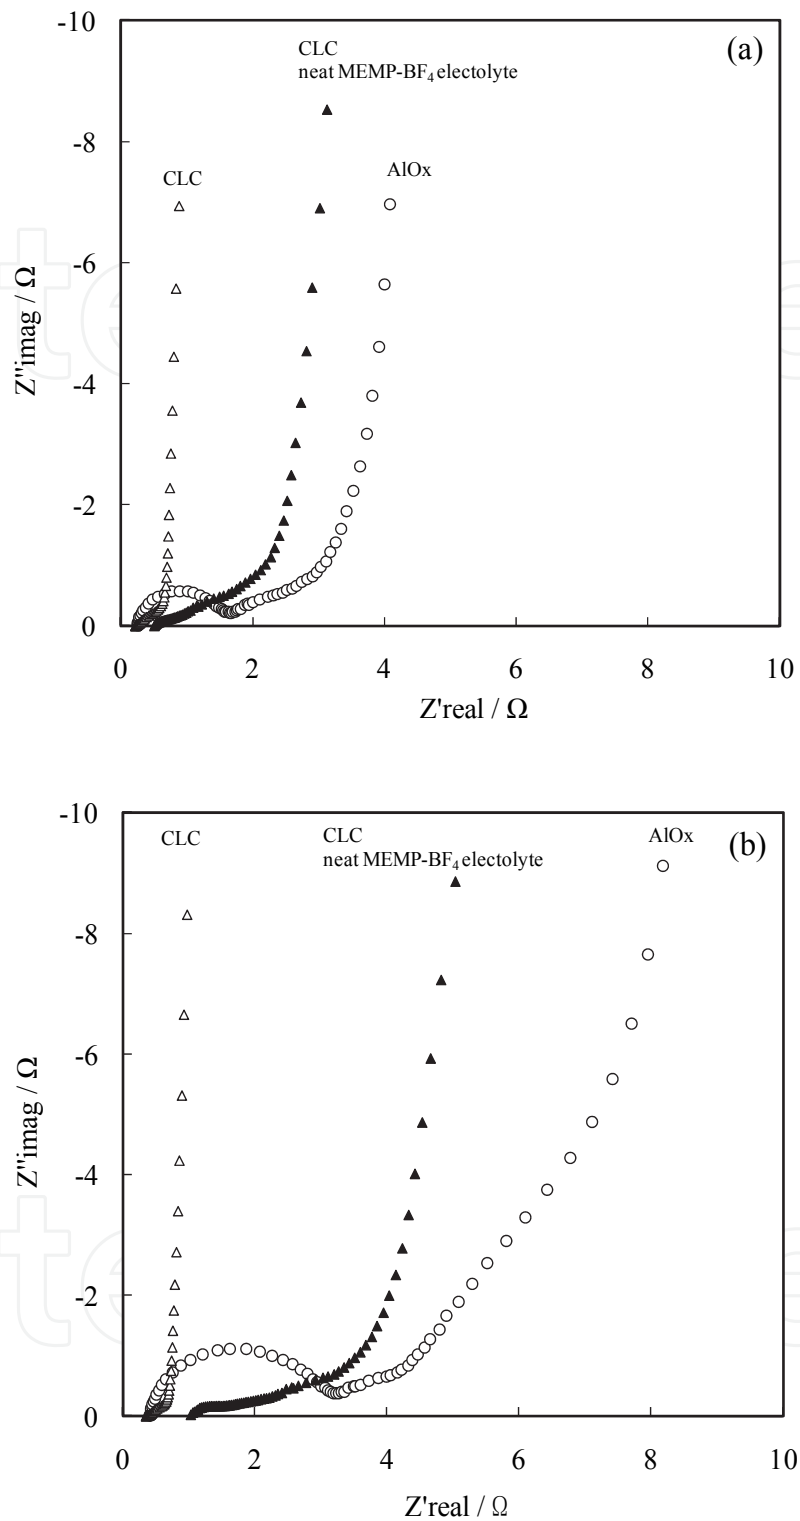 -10
CLC
neat MEMP-BF₄ electolyte
(a)
-8
CLC
AlOx
-6
Z''imag / Ω
-4
-2
0
0 2 4 6 8 10
Z'real / Ω
-10
CLC
CLC
neat MEMP-BF₄ electolyte
AlOx
(b)
-8
-6
Z''imag / Ω
-4
-2
0
0 2 4 6 8 10
Z'real / Ω